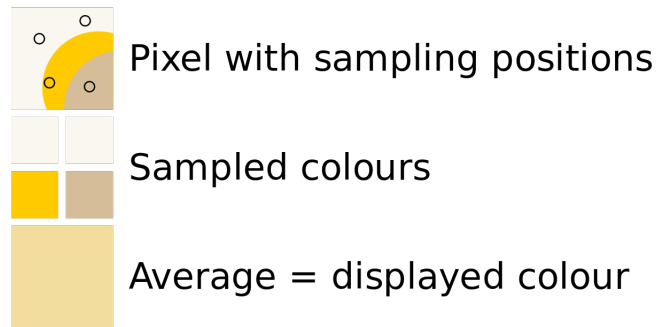 Pixel with sampling positions
Sampled colours
Average = displayed colour